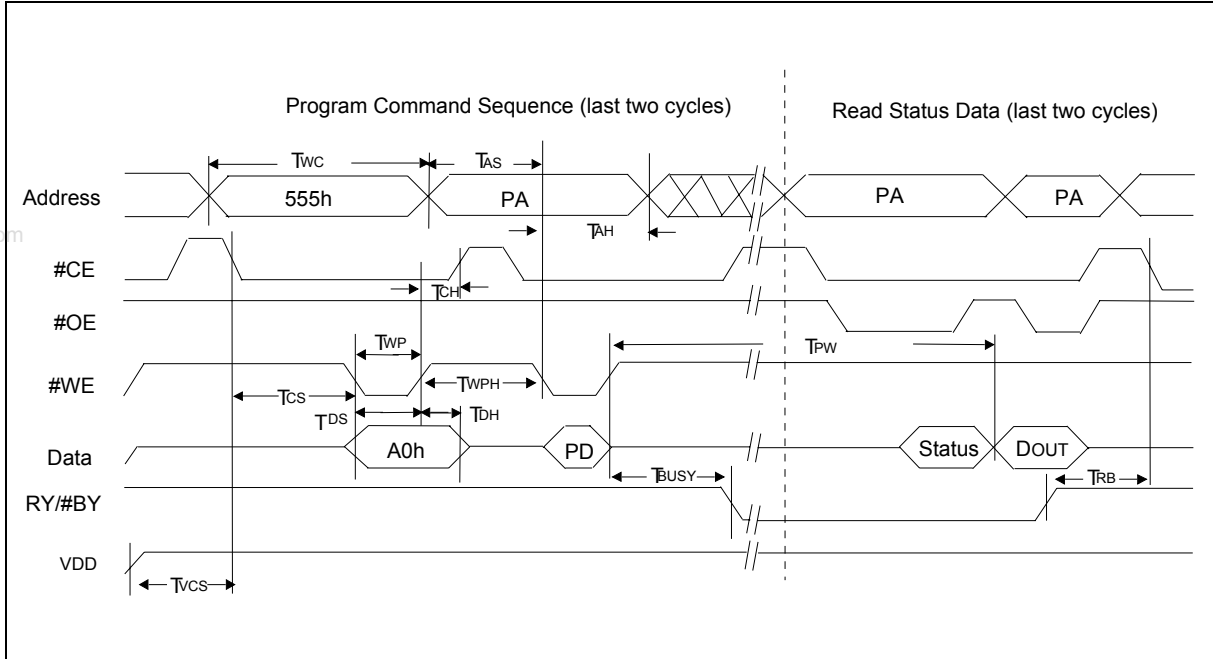 Program Command Sequence (last two cycles)
Read Status Data (last two cycles)
TWC
TAS
Address
555h
PA
PA
PA
TAH
om
#CE
TCH
#OE
TWP
TPW
#WE
TWPH
TCS
TDS
TDH
Data
A0h
PD
Status
DOUT
TBUSY
TRB
RY/#BY
VDD
TVCS